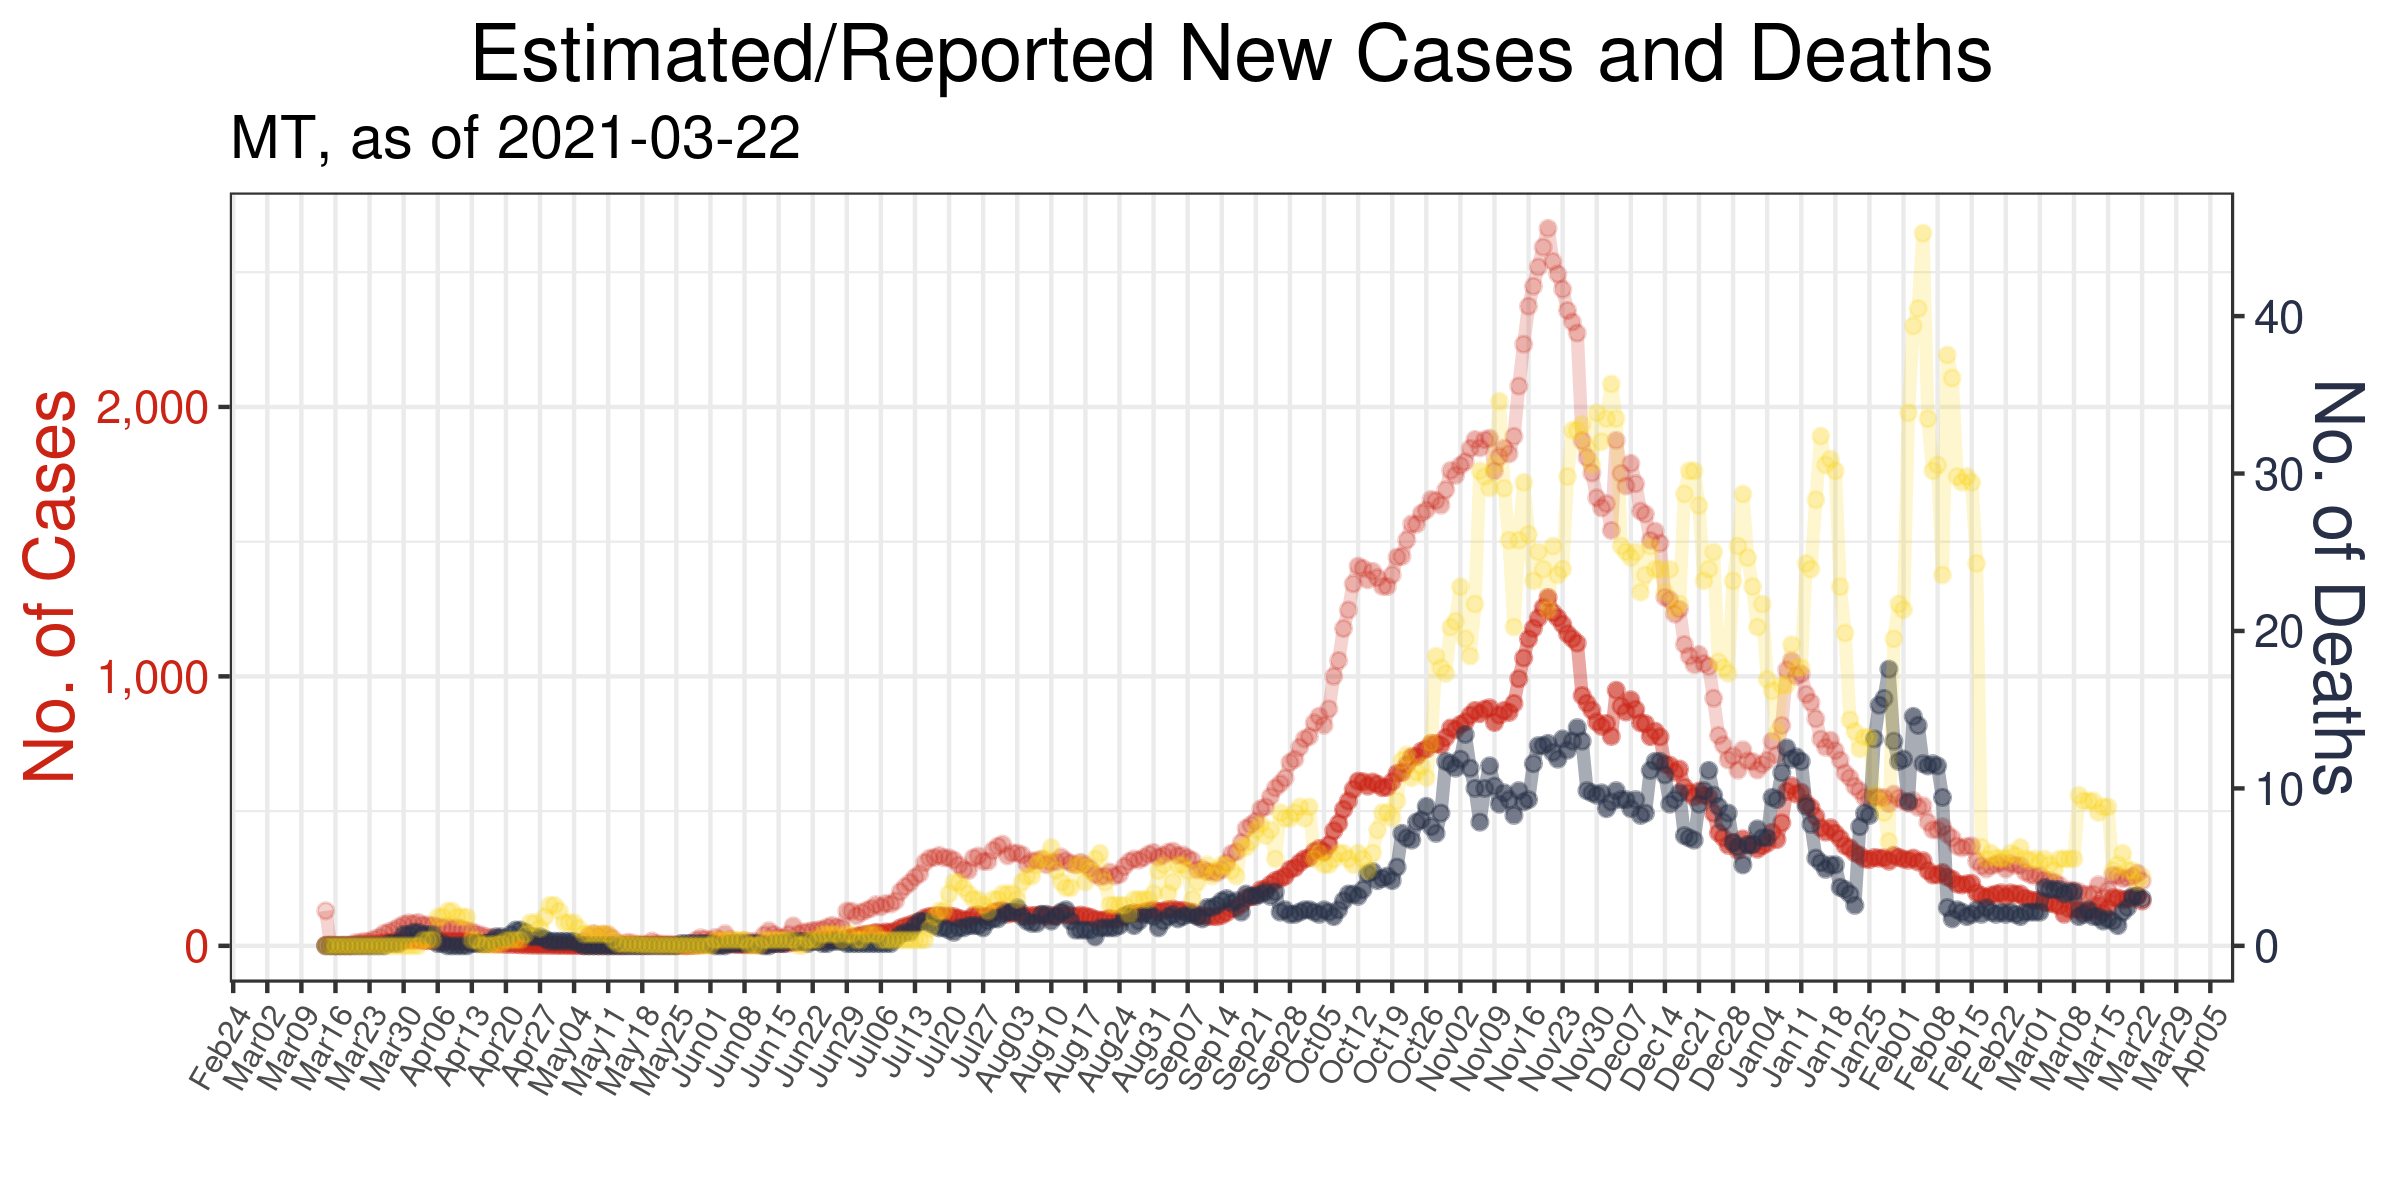 Estimated/Reported New Cases and Deaths
MT, as of 2021-03-22
No. of Cases
2,000
1,000
0
No. of Deaths
40
30
20
10
0
Feb24
Mar02
Mar09
Mar16
Mar23
Mar30
Apr06
Apr13
Apr20
Apr27
May04
May11
May18
May25
Jun01
Jun08
Jun15
Jun22
Jun29
Jul06
Jul13
Jul20
Jul27
Aug03
Aug10
Aug17
Aug24
Aug31
Sep07
Sep14
Sep21
Sep28
Oct05
Oct12
Oct19
Oct26
Nov02
Nov09
Nov16
Nov23
Nov30
Dec07
Dec14
Dec21
Dec28
Jan04
Jan11
Jan18
Jan25
Feb01
Feb08
Feb15
Feb22
Mar01
Mar08
Mar15
Mar22
Mar29
Apr05